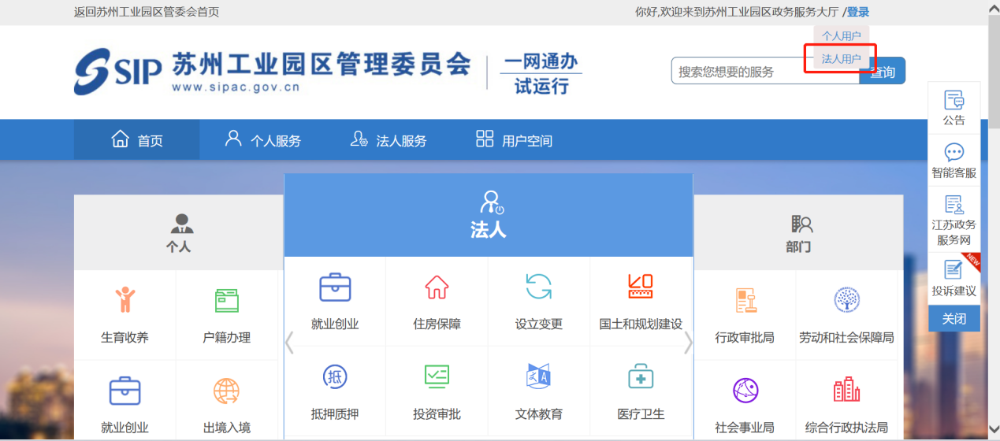 返回苏州工业园区管委会首页
你好,欢迎来到苏州工业园区政务服务大厅 /登录
个人用户
法人用户
SIP 苏州工业园区管理委员会
www.sipac.gov.cn
一网通办
试运行
搜索您想要的服务
查询
首页
个人服务
法人服务
用户空间
公告
智能客服
江苏政务
服务网
NEW
投诉建议
关闭
个人
生育收养
户籍办理
就业创业
出境入境
法人
就业创业
住房保障
设立变更
国土和规划建设
抵
抵押质押
投资审批
文A
文体教育
医疗卫生
部门
行政审批局
劳动和社会保障局
社会事业局
综合行政执法局